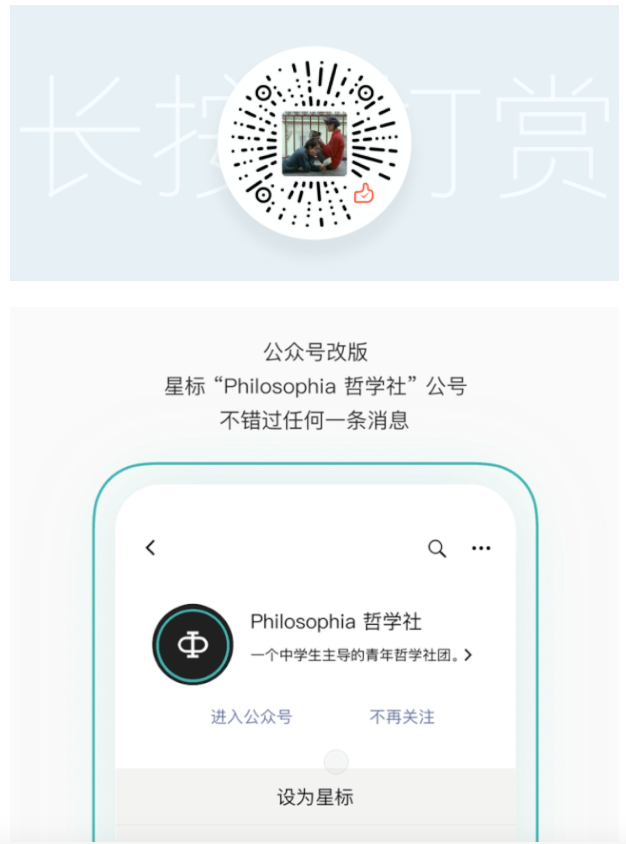 长按打赏
公众号改版
星标 “Philosophia 哲学社” 公号
不错过任何一条消息
Philosophia 哲学社
一个中学生主导的青年哲学社团。
进入公众号 不再关注
设为星标